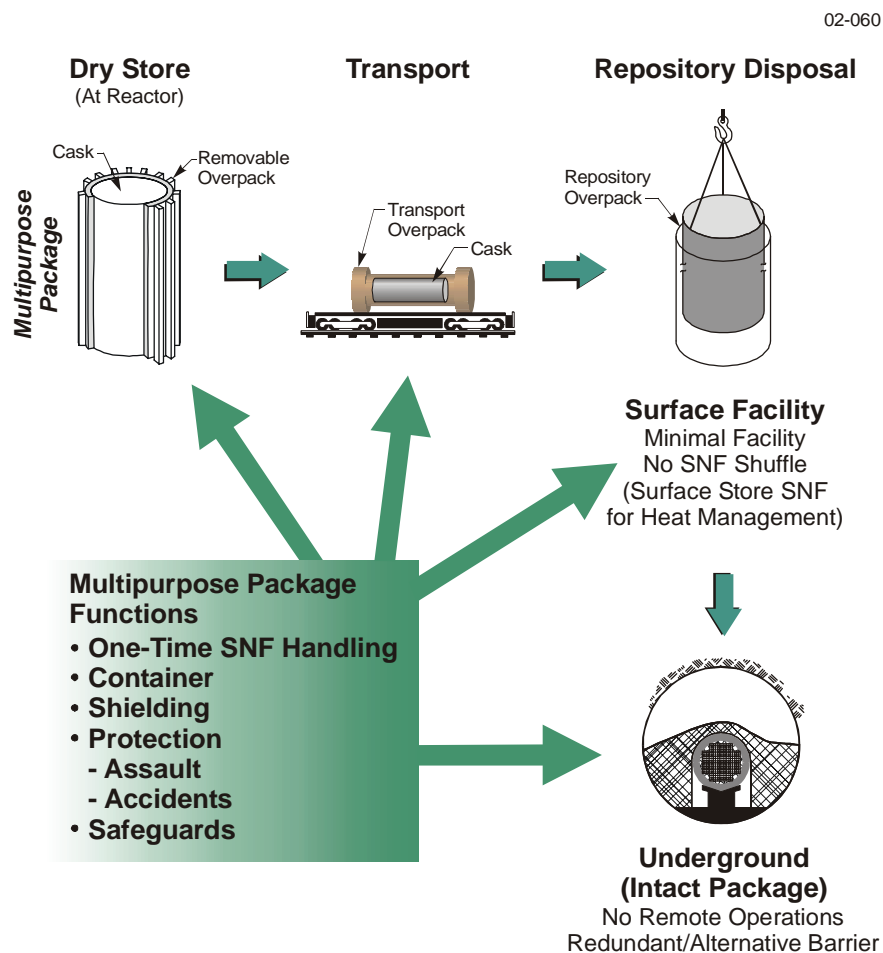 02-060
Dry Store
(At Reactor)
Transport
Repository Disposal
Multipurpose
Package
Cask
Removable
Overpack
Transport
Overpack
Cask
Repository
Overpack
Surface Facility
Minimal Facility
No SNF Shuffle
(Surface Store SNF
for Heat Management)
Multipurpose Package
Functions
• One-Time SNF Handling
• Container
• Shielding
• Protection
- Assault
- Accidents
• Safeguards
Underground
(Intact Package)
No Remote Operations
Redundant/Alternative Barrier